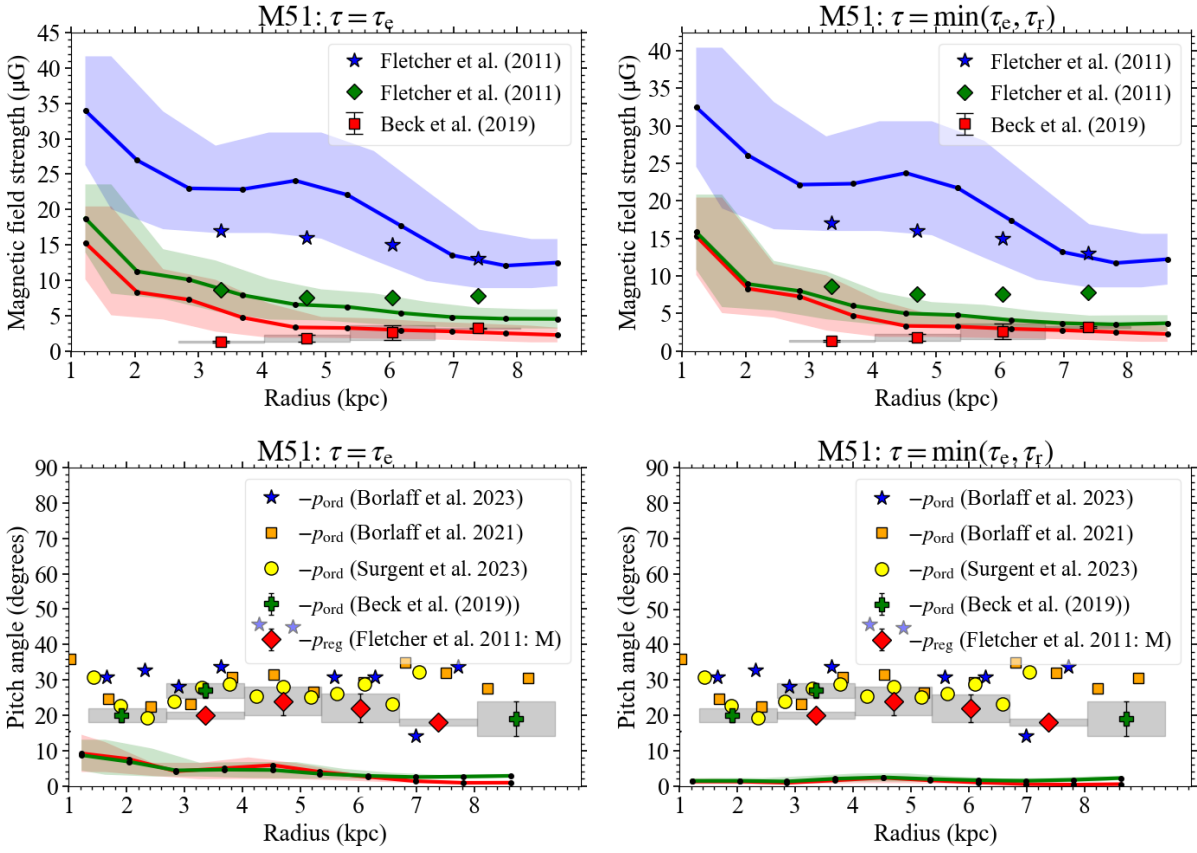 M51: τ = τe
Magnetic field strength (μG)
45
40
35
30
25
20
15
10
5
0
Fletcher et al. (2011)
Fletcher et al. (2011)
Beck et al. (2019)
1 2 3 4 5 6 7 8
Radius (kpc)
M51: τ = min(τe, τr)
Magnetic field strength (μG)
40
35
30
25
20
15
10
5
0
Fletcher et al. (2011)
Fletcher et al. (2011)
Beck et al. (2019)
1 2 3 4 5 6 7 8
Radius (kpc)
M51: τ = τe
Pitch angle (degrees)
90
80
70
60
50
40
30
20
10
0
−pord (Borlaff et al. 2023)
−pord (Borlaff et al. 2021)
−pord (Surgent et al. 2023)
−pord (Beck et al. (2019))
−preg (Fletcher et al. 2011: M)
1 2 3 4 5 6 7 8
Radius (kpc)
M51: τ = min(τe, τr)
Pitch angle (degrees)
90
80
70
60
50
40
30
20
10
0
−pord (Borlaff et al. 2023)
−pord (Borlaff et al. 2021)
−pord (Surgent et al. 2023)
−pord (Beck et al. (2019))
−preg (Fletcher et al. 2011: M)
1 2 3 4 5 6 7 8
Radius (kpc)